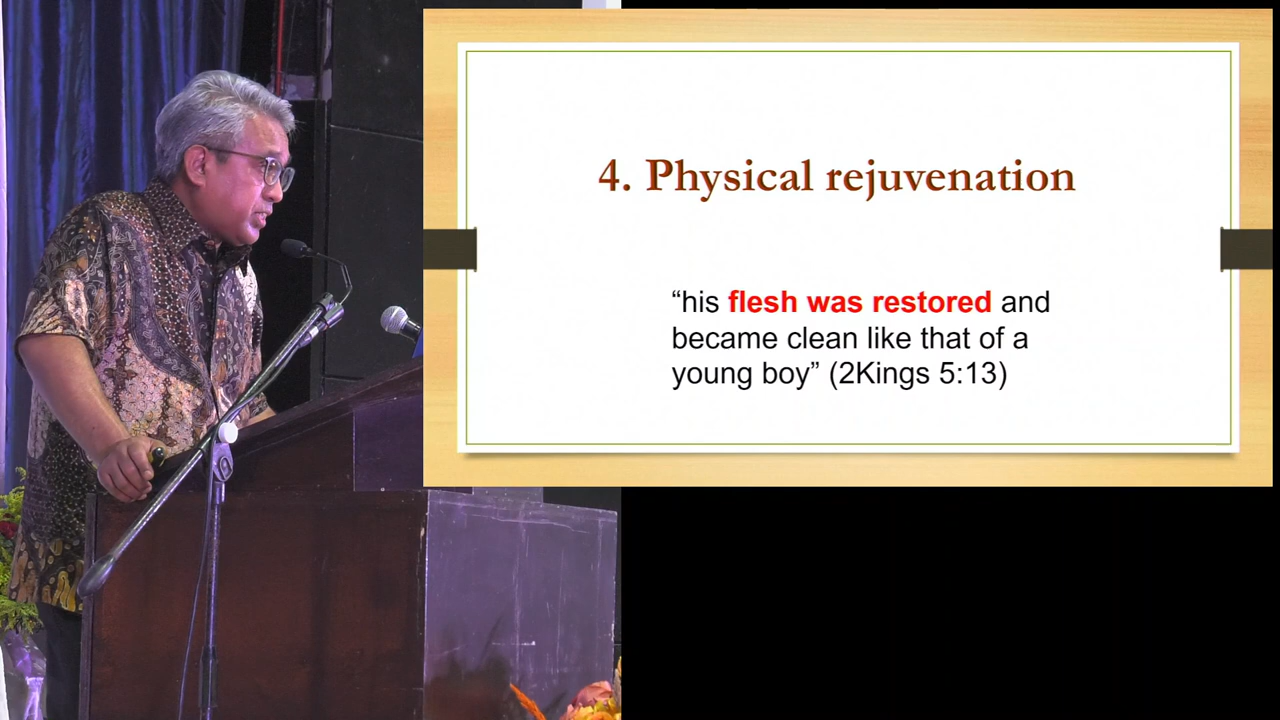 4. Physical rejuvenation
“his flesh was restored and
became clean like that of a
young boy” (2Kings 5:13)